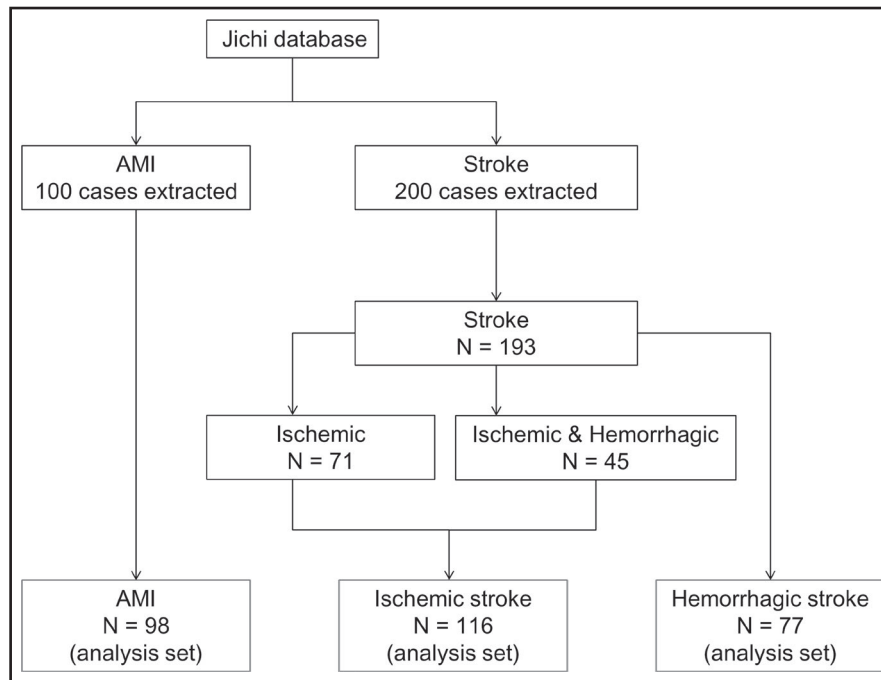 Jichi database
AMI
100 cases extracted
Stroke
200 cases extracted
Stroke
N = 193
Ischemic
N = 71
Ischemic & Hemorrhagic
N = 45
AMI
N = 98
(analysis set)
Ischemic stroke
N = 116
(analysis set)
Hemorrhagic stroke
N = 77
(analysis set)